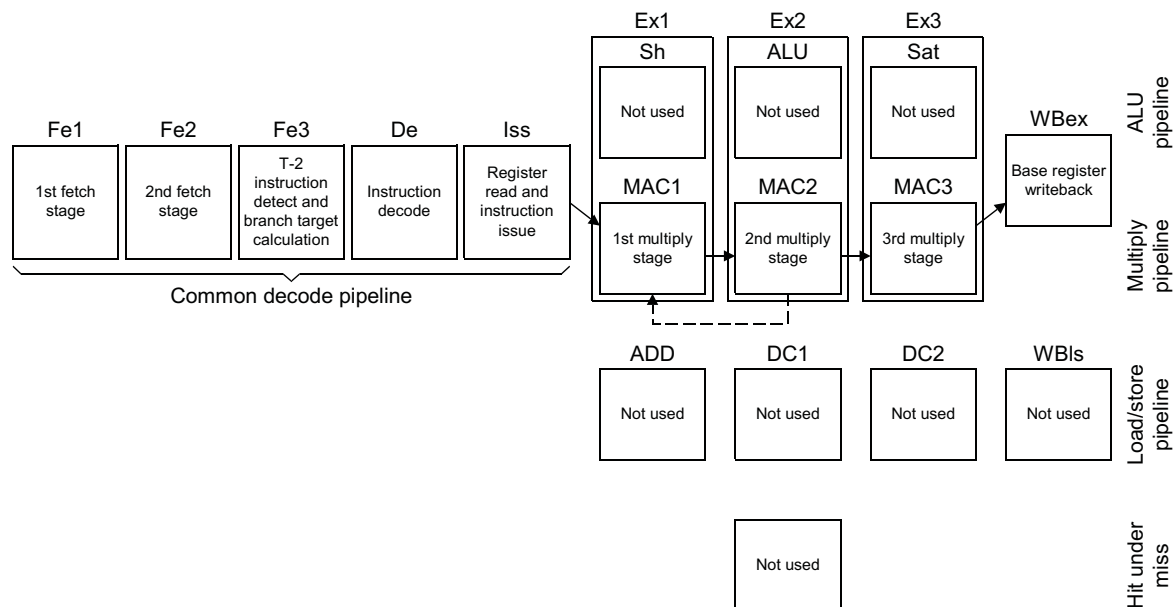 Ex1 Ex2 Ex3
Sh ALU Sat
Not used Not used Not used
ALU
pipeline
Fe1 Fe2 Fe3 De Iss WBex
1st fetch
stage
2nd fetch
stage
T-2
instruction
detect and
branch target
calculation
Instruction
decode
Register
read and
instruction
issue
MAC1 MAC2 MAC3
1st multiply
stage
2nd multiply
stage
3rd multiply
stage
Base register
writeback
Multiply
pipeline
Common decode pipeline
ADD DC1 DC2 WBls
Not used Not used Not used Not used
Load/store
pipeline
Not used
Hit under
miss